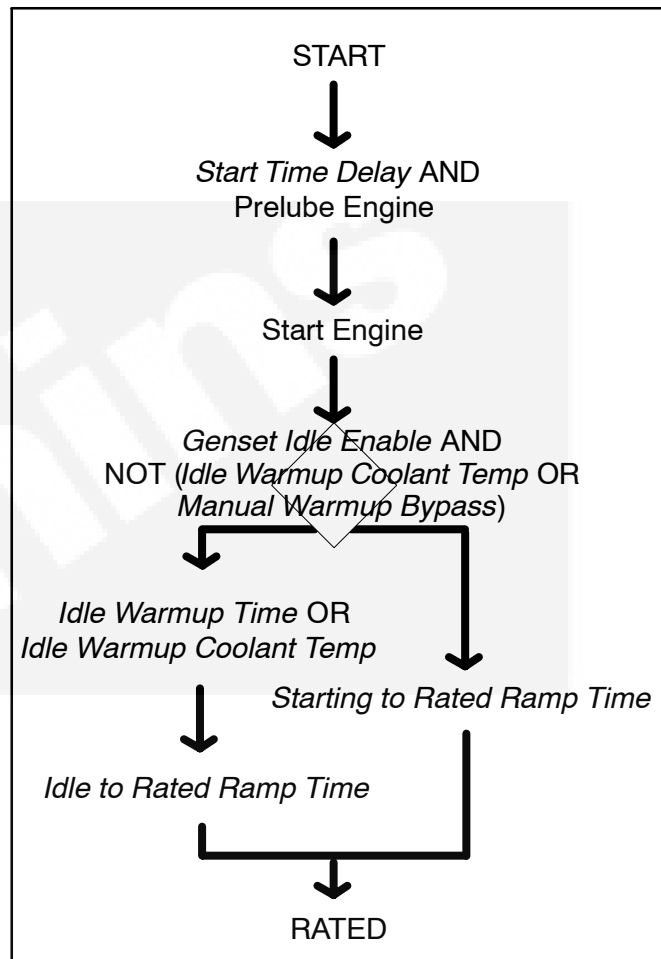 START
Start Time Delay AND
Prelube Engine
Start Engine
Genset Idle Enable AND
NOT (Idle Warmup Coolant Temp OR
Manual Warmup Bypass)
Idle Warmup Time OR
Idle Warmup Coolant Temp
Starting to Rated Ramp Time
Idle to Rated Ramp Time
RATED